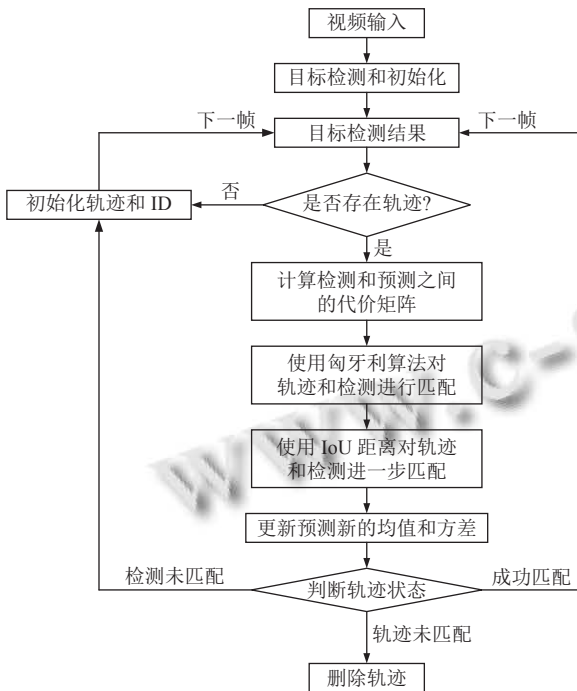 视频输入
目标检测和初始化
下一帧
下一帧
目标检测结果
初始化轨迹和 ID
否
是否存在轨迹?
是
计算检测和预测之间
的代价矩阵
使用匈牙利算法对
轨迹和检测进行匹配
使用 IoU 距离对轨迹
和检测进一步匹配
更新预测新的均值和方差
检测未匹配
判断轨迹状态
成功匹配
轨迹未匹配
删除轨迹
www.c-